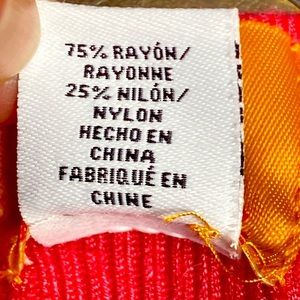 75% RAYÓN/
RAYONNE
25% NILÓN/
NYLON
HECHO EN
CHINA
FABRIQUÉ EN
CHINE